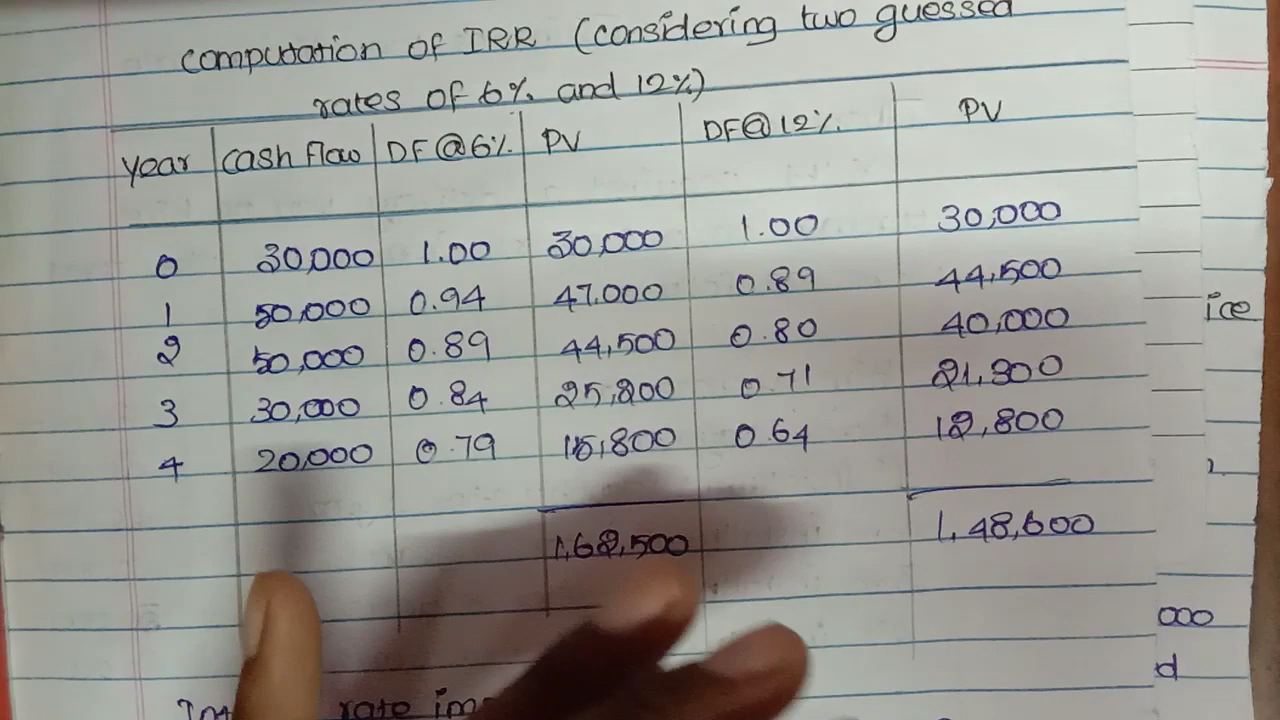 computation of IRR (considering two guessed
rates of 6% and 12%)
year cash flow DF@6% PV DF@12% PV
0 30,000 1.00 30,000 1.00 30,000
1 50,000 0.94 47,000 0.89 44,500
2 50,000 0.89 44,500 0.80 40,000
3 30,000 0.84 25,200 0.71 21,300
4 20,000 0.79 15,800 0.64 12,800
1,62,500 1,48,600
rate
ice
000
d